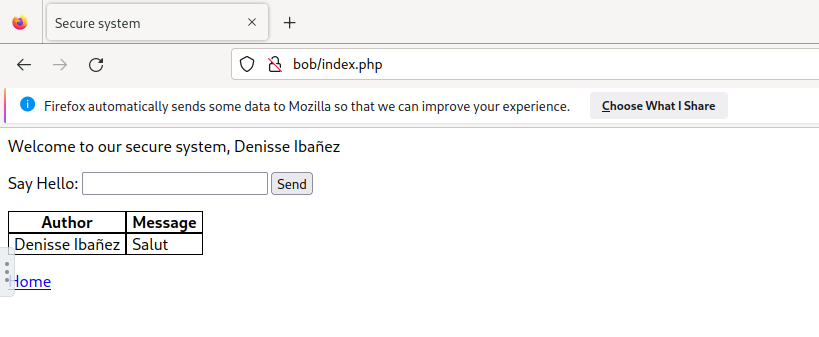 Secure system
bob/index.php
Firefox automatically sends some data to Mozilla so that we can improve your experience. Choose What I Share
Welcome to our secure system, Denisse Ibañez
Say Hello: Send
Author Message
Denisse Ibañez Salut
Home